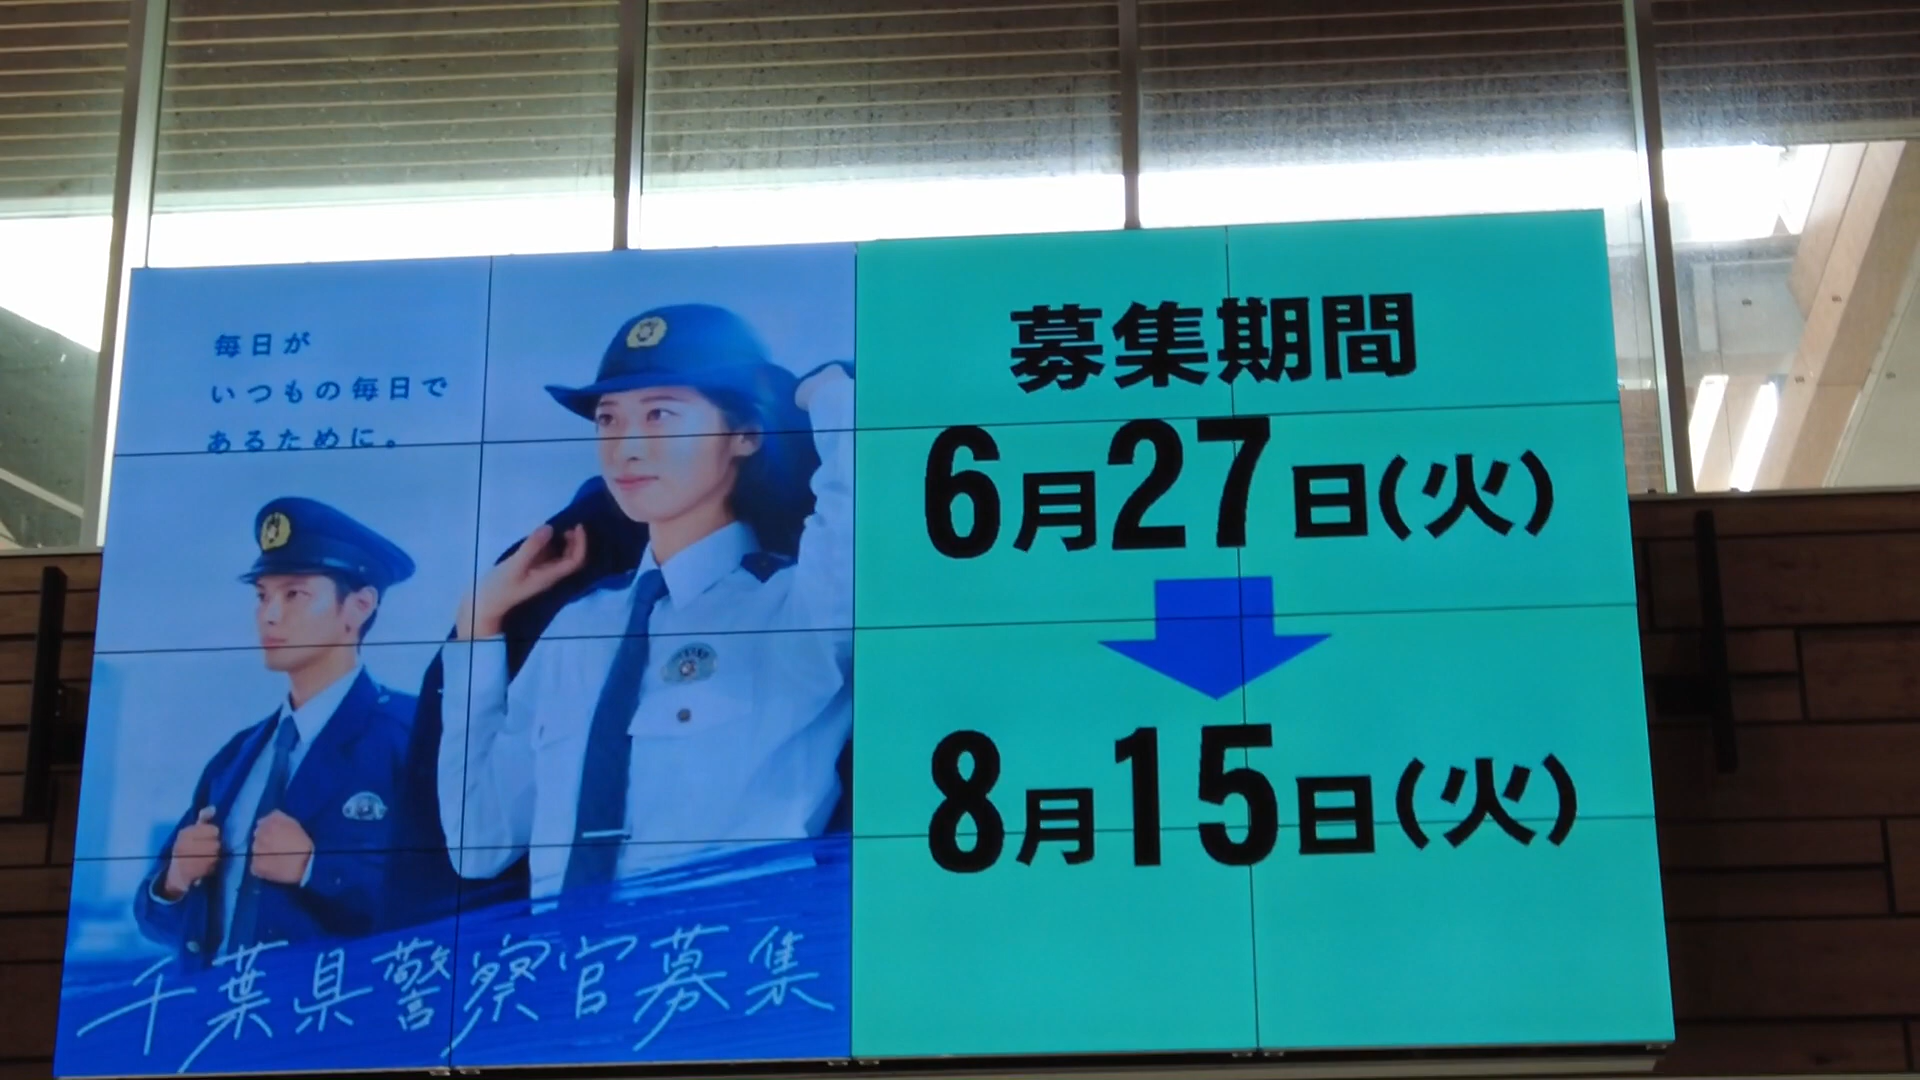 毎日が
いつもの毎日で
あるために。
千葉県警察官募集
募集期間
6月27日(火)
8月15日(火)